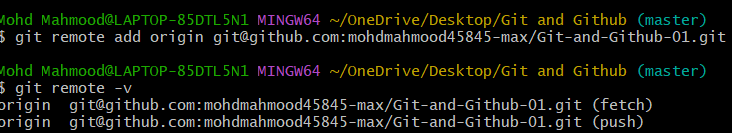 Mohd Mahmood@LAPTOP-85DTL5N1 MINGW64 ~/OneDrive/Desktop/Git and Github (master)
$ git remote add origin git@github.com:mohdmahmood45845-max/Git-and-Github-01.git
Mohd Mahmood@LAPTOP-85DTL5N1 MINGW64 ~/OneDrive/Desktop/Git and Github (master)
$ git remote -v
origin  git@github.com:mohdmahmood45845-max/Git-and-Github-01.git (fetch)
origin  git@github.com:mohdmahmood45845-max/Git-and-Github-01.git (push)